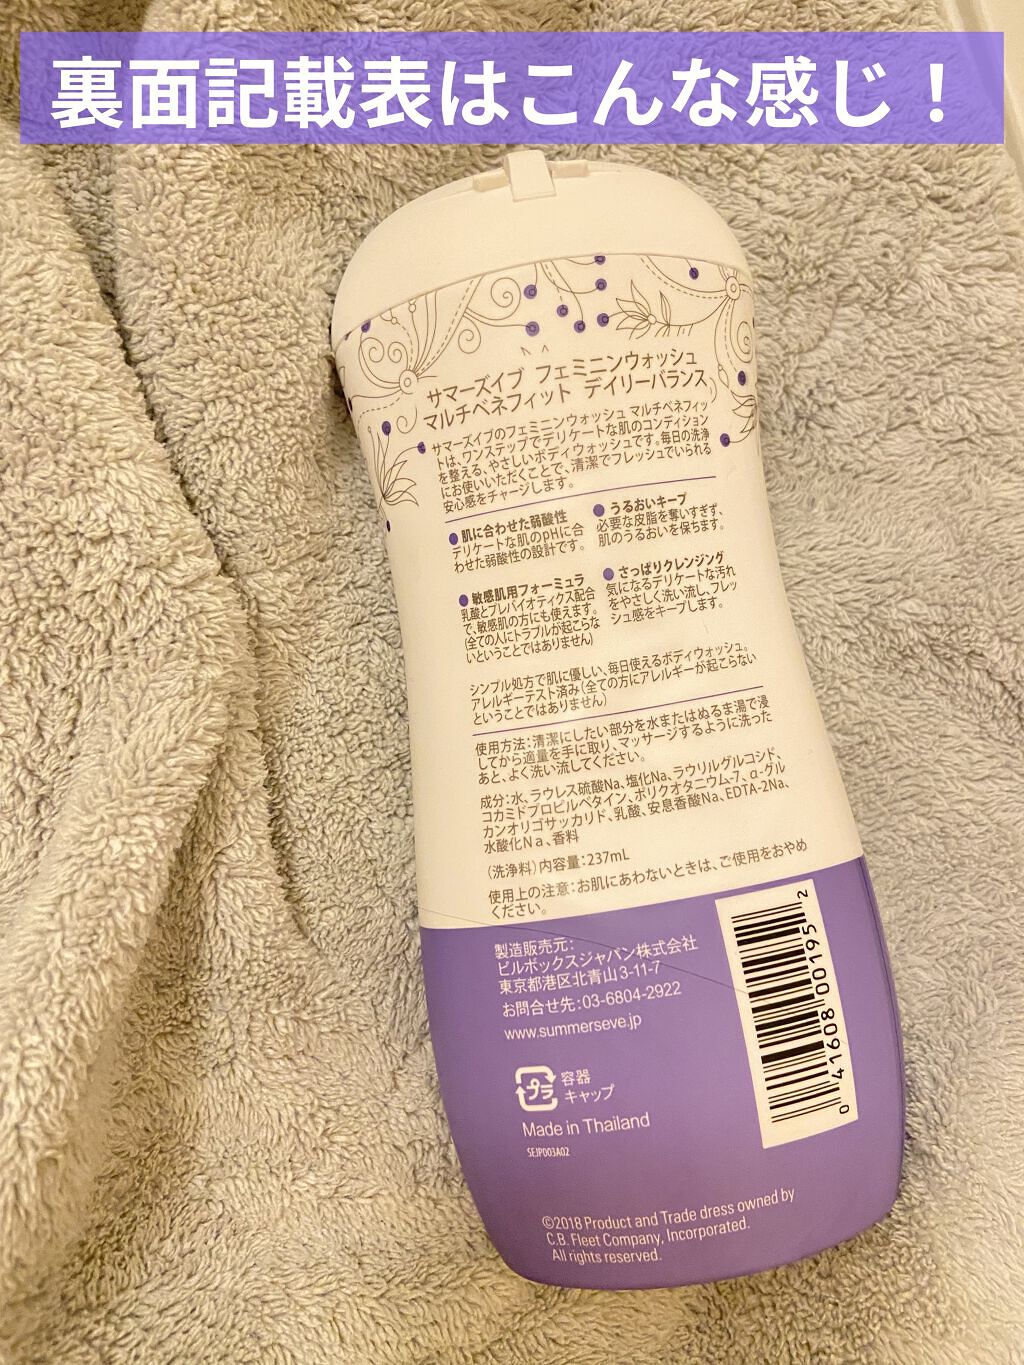 裏面記載表はこんな感じ！
サマーズイブ フェミニンウォッシュ
マルチベネフィット デイリーバランス
サマーズイブのフェミニンウォッシュ マルチベネフィッ
トは、ワンステップでデリケートな肌のコンディション
を整える、やさしいボディウォッシュです。毎日の洗浄
にお使いいただくことで、清潔でフレッシュでいられる
安心感をチャージします。
●肌に合わせた弱酸性
デリケートな肌のpHに合
わせた弱酸性の設計です。
●うるおいキープ
必要な皮脂を奪いすぎず、
肌のうるおいを保ちます。
●敏感肌用フォーミュラ
乳酸とプレバイオティクス配合
で、敏感肌の方にも使えます。
(全ての人にトラブルが起こらな
いということではありません)
●さっぱりクレンジング
気になるデリケートな汚れ
をやさしく洗い流し、フレッ
シュ感をキープします。
シンプル処方で肌に優しい、毎日使えるボディウォッシュ。
アレルギーテスト済み(全ての方にアレルギーが起こらない
ということではありません)
使用方法：清潔にしたい部分を水またはぬるま湯で浸
してから適量を手に取り、マッサージするように洗った
あと、よく洗い流してください。
成分：水、ラウレス硫酸Na、塩化Na、ラウリルグルコシド、
コカミドプロピルベタイン、ポリクオタニウム-7、α-グル
カンオリゴサッカリド、乳酸、安息香酸Na、EDTA-2Na、
水酸化Na、香料
(洗浄料)内容量：237mL
使用上の注意：お肌にあわないときは、ご使用をおやめ
ください。
製造販売元：
ピルボックスジャパン株式会社
東京都港区北青山3-11-7
お問合せ先：03-6804-2922
www.summerseve.jp
プラ
容器
キャップ
Made in Thailand
SEJP003A02
0 41608 00195 2
©2018 Product and Trade dress owned by
C.B. Fleet Company, Incorporated.
All rights reserved.